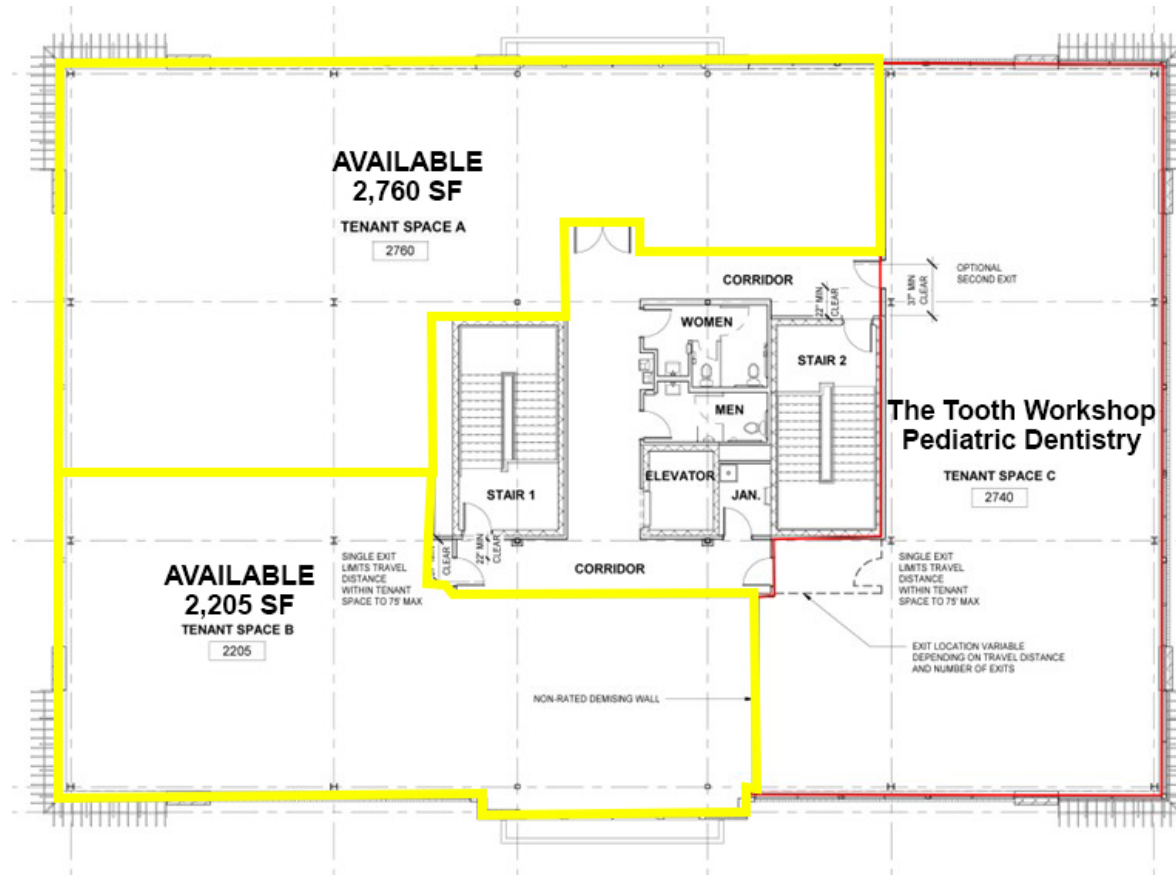 AVAILABLE
2,760 SF
TENANT SPACE A
2760
CORRIDOR
22" MIN
CLEAR
37" MIN
CLEAR
OPTIONAL
SECOND EXIT
WOMEN
STAIR 2
MEN
The Tooth Workshop
Pediatric Dentistry
TENANT SPACE C
2740
ELEVATOR
JAN.
STAIR 1
SINGLE EXIT
LIMITS TRAVEL
DISTANCE
WITHIN TENANT
SPACE TO 75' MAX
CLEAR
22" MIN
CLEAR
CORRIDOR
SINGLE EXIT
LIMITS TRAVEL
DISTANCE
WITHIN TENANT
SPACE TO 75' MAX
AVAILABLE
2,205 SF
TENANT SPACE B
2205
EXIT LOCATION VARIABLE
DEPENDING ON TRAVEL DISTANCE
AND NUMBER OF EXITS
NON-RATED DEMISING WALL